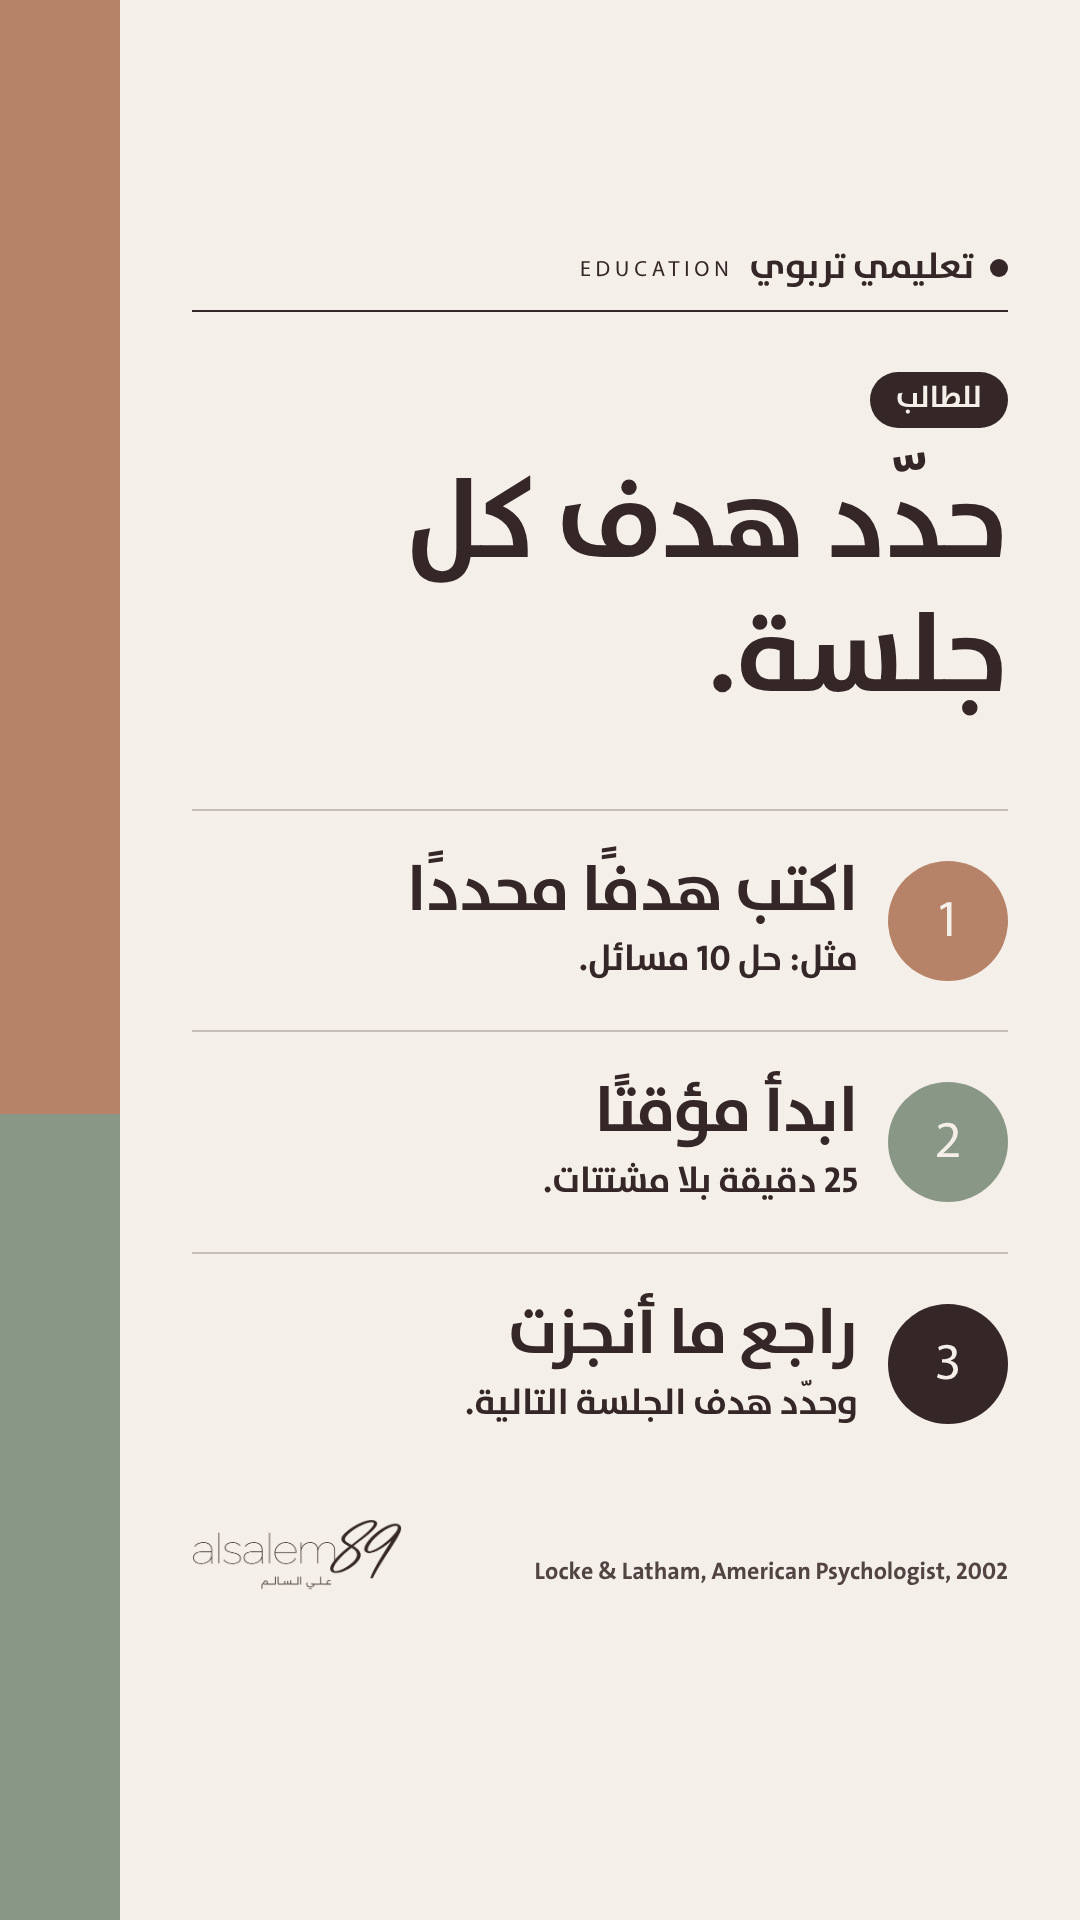 تعليمي تربوي EDUCATION
للطالب
حدّد هدف كل
جلسة.
1
اكتب هدفًا محددًا
مثل: حل 10 مسائل.
2
ابدأ مؤقتًا
25 دقيقة بلا مشتتات.
3
راجع ما أنجزت
وحدّد هدف الجلسة التالية.
Locke & Latham, American Psychologist, 2002
alsalem89
علي السالم